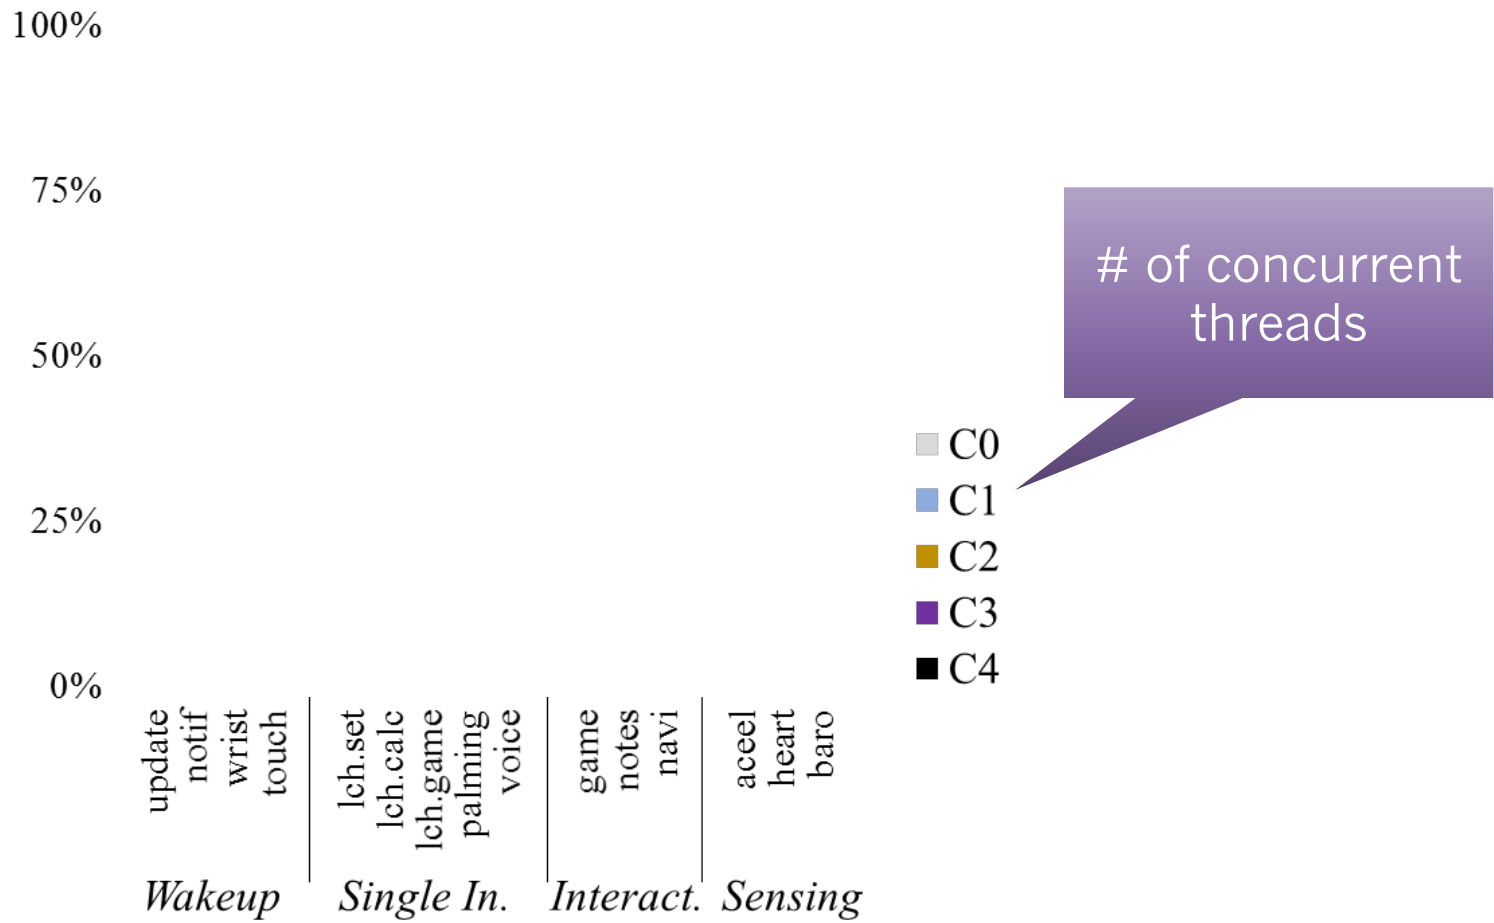 100%
75%
50%
25%
0%
# of concurrent
threads
C0
C1
C2
C3
C4
update
notif
wrist
touch
lch.set
lch.calc
lch.game
palming
voice
game
notes
navi
aceel
heart
baro
Wakeup
Single In.
Interact.
Sensing